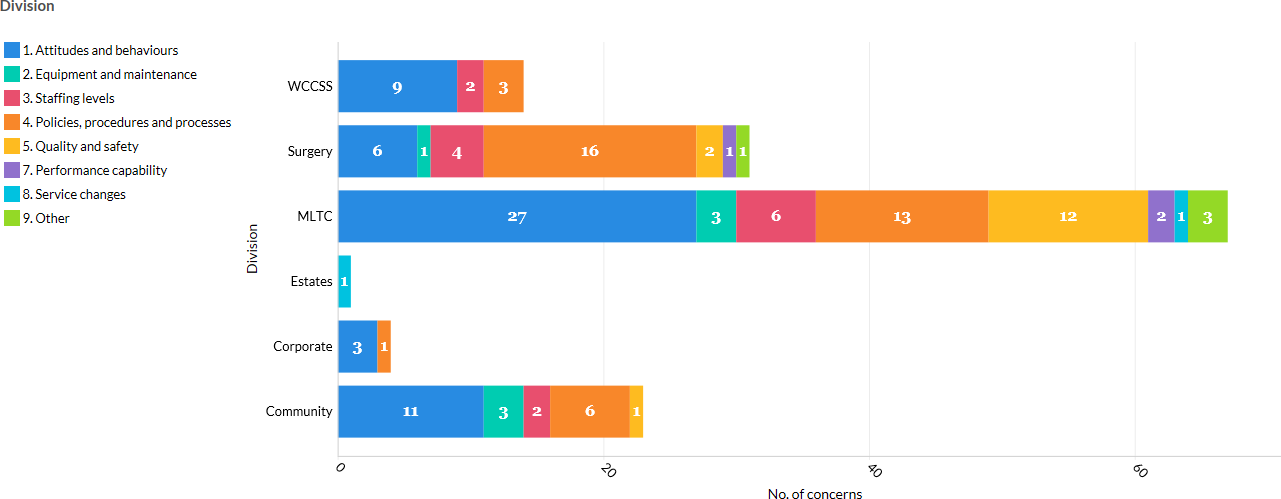 Division
1. Attitudes and behaviours
2. Equipment and maintenance
3. Staffing levels
4. Policies, procedures and processes
5. Quality and safety
7. Performance capability
8. Service changes
9. Other
Division
WCCSS 9 2 3
Surgery 6 1 4 16 2 1 1
MLTC 27 3 6 13 12 2 1 3
Estates 1
Corporate 3 1
Community 11 3 2 6 1
0 20 40 60
No. of concerns